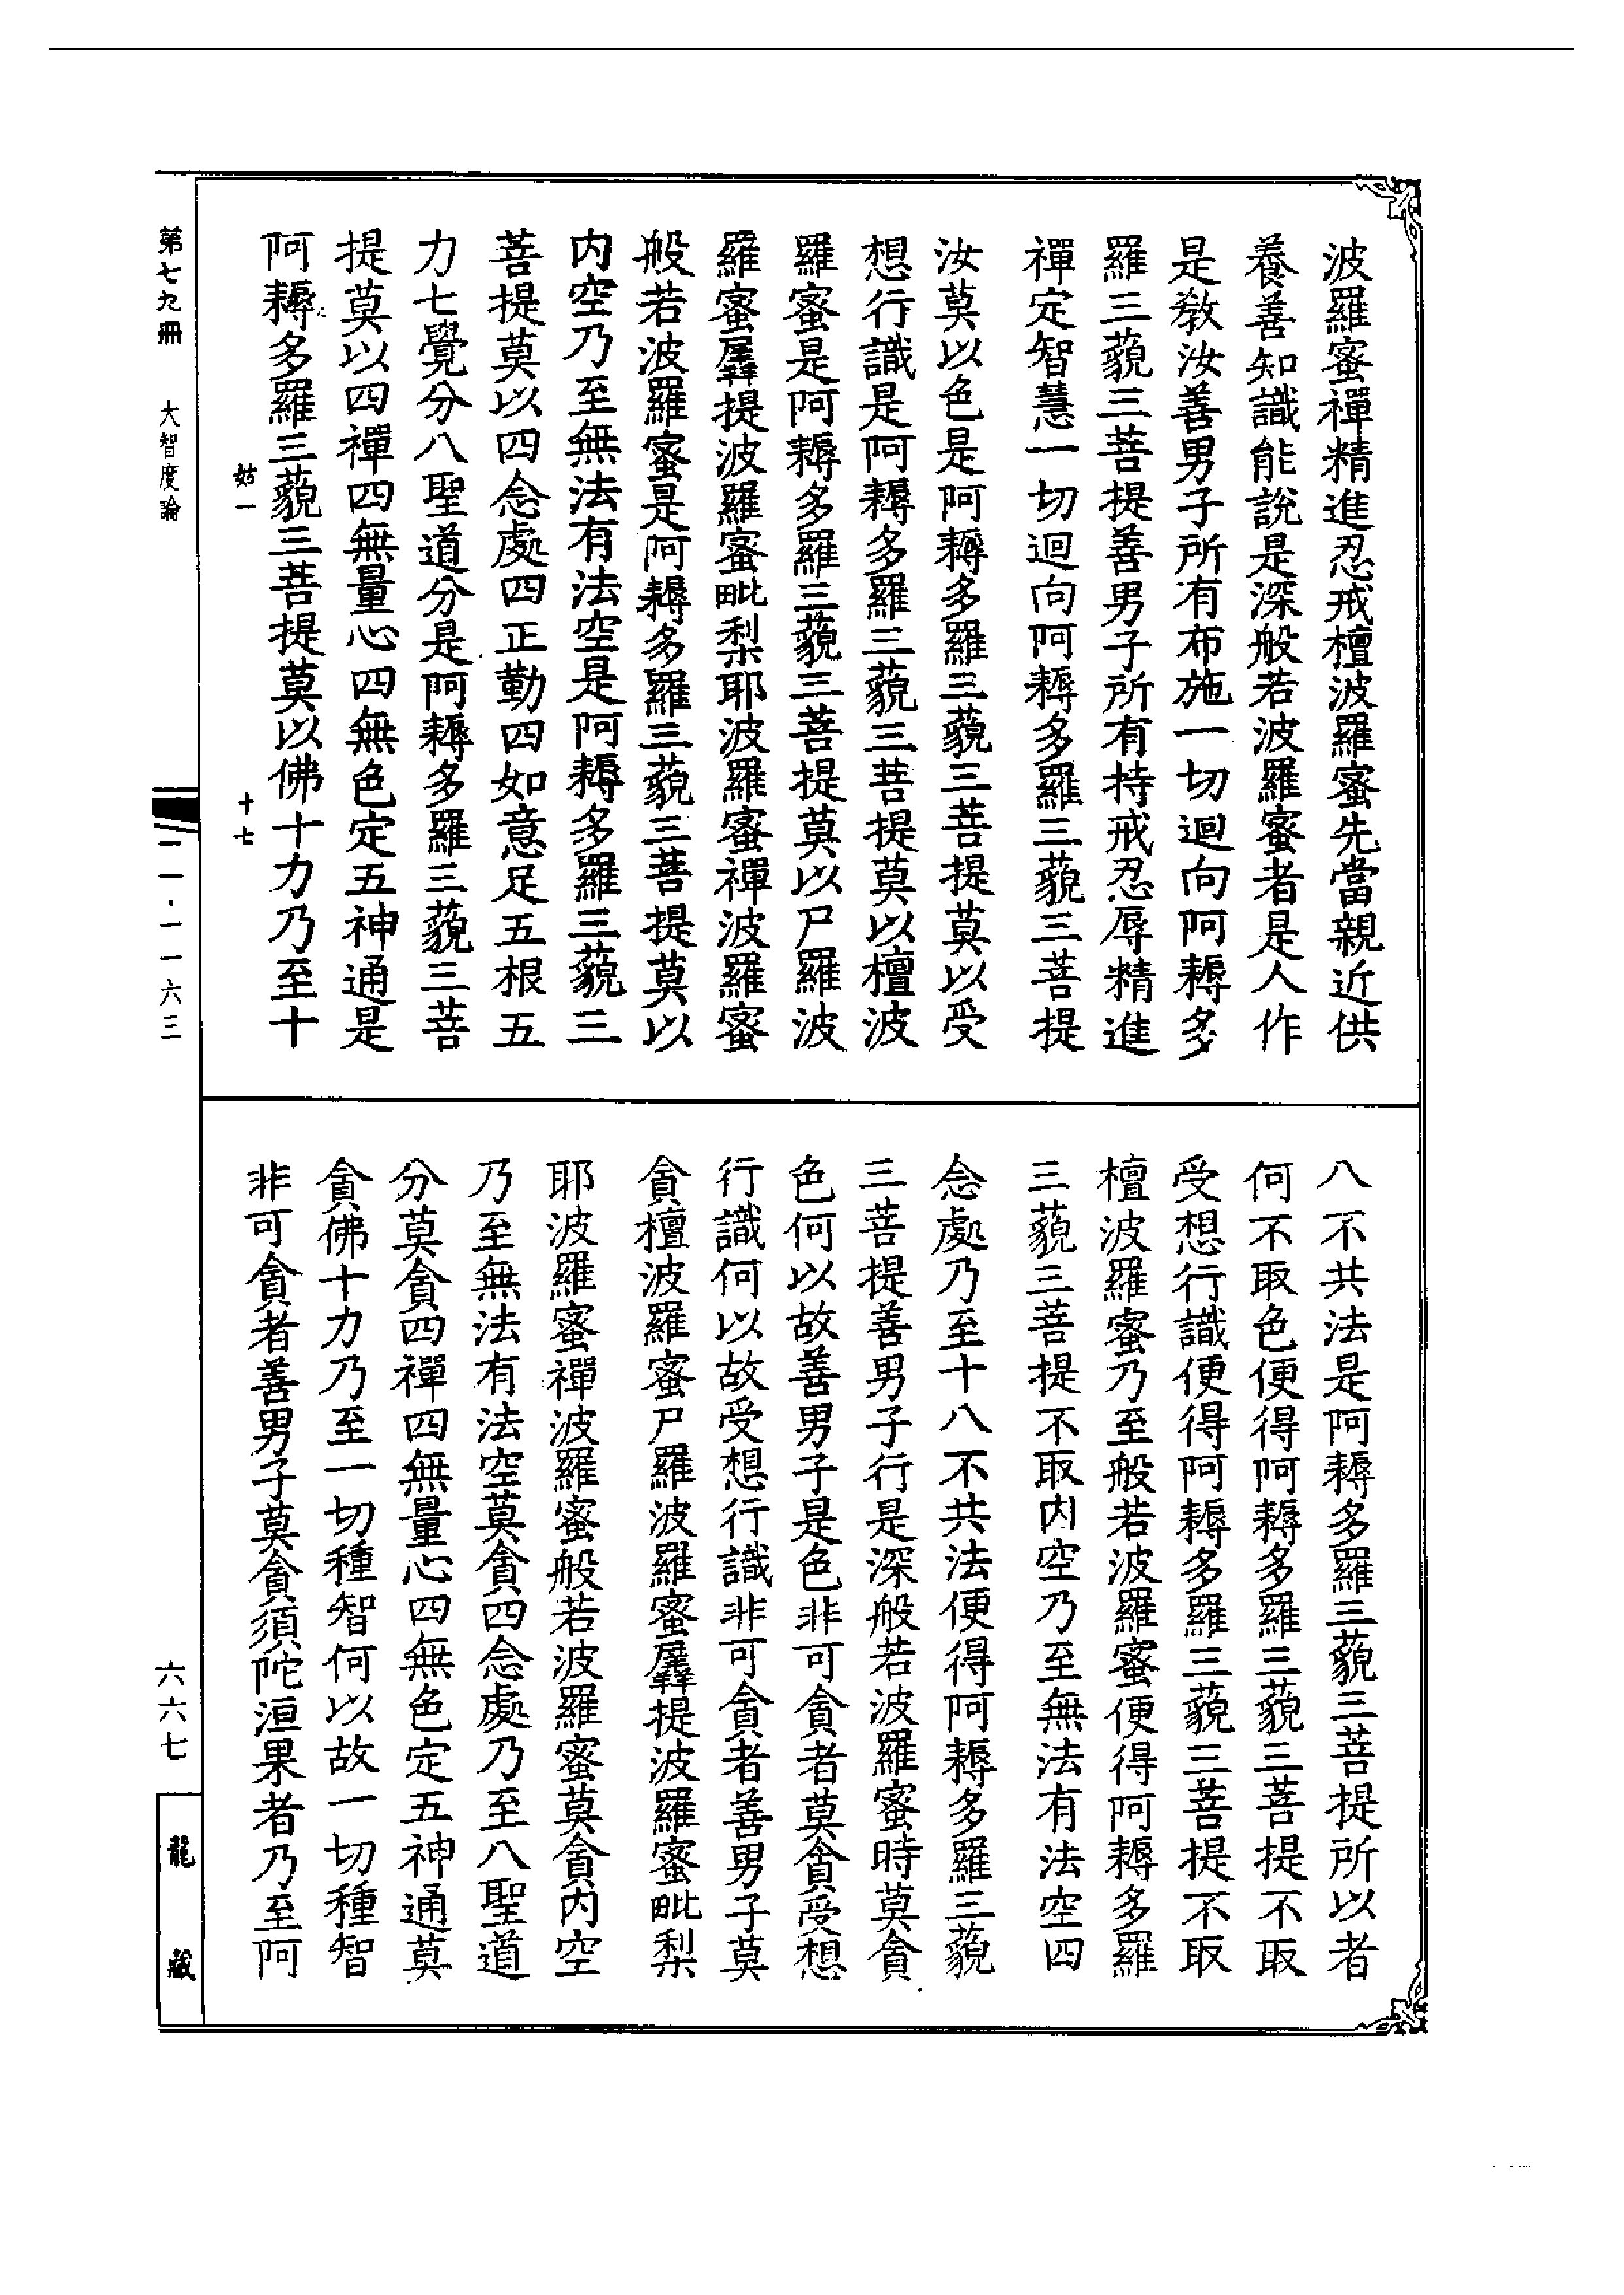 波羅蜜禪精進忍戒檀波羅蜜先當親近供
養善知識能說是深般若波羅蜜者是人作
是教汝善男子所有布施一切迴向阿耨多
羅三藐三菩提善男子所有持戒忍辱精進
禪定智慧一切迴向阿耨多羅三藐三菩提
汝莫以色是阿耨多羅三藐三菩提莫以受
想行識是阿耨多羅三藐三菩提莫以檀波
羅蜜是阿耨多羅三藐三菩提莫以尸羅波
羅蜜羼提波羅蜜毗梨耶波羅蜜禪波羅蜜
般若波羅蜜是阿耨多羅三藐三菩提莫以
內空乃至無法有法空是阿耨多羅三藐三
菩提莫以四念處四正勤四如意足五根五
力七覺分八聖道分是阿耨多羅三藐三菩
提莫以四禪四無量心四無色定五神通是
阿耨多羅三藐三菩提莫以佛十力乃至十
姑一 十七
八不共法是阿耨多羅三藐三菩提所以者
何不取色便得阿耨多羅三藐三菩提不取
受想行識便得阿耨多羅三藐三菩提不取
檀波羅蜜乃至般若波羅蜜便得阿耨多羅
三藐三菩提不取內空乃至無法有法空四
念處乃至十八不共法便得阿耨多羅三藐
三菩提善男子行是深般若波羅蜜時莫貪
色何以故善男子是色非可貪者莫貪受想
行識何以故受想行識非可貪者善男子莫
貪檀波羅蜜尸羅波羅蜜羼提波羅蜜毗梨
耶波羅蜜禪波羅蜜般若波羅蜜莫貪內空
乃至無法有法空莫貪四念處乃至八聖道
分莫貪四禪四無量心四無色定五神通莫
貪佛十力乃至一切種智何以故一切種智
非可貪者善男子莫貪須陀洹果者乃至阿
第七九冊 大智度論 二一·一一六三 六六七 龍藏